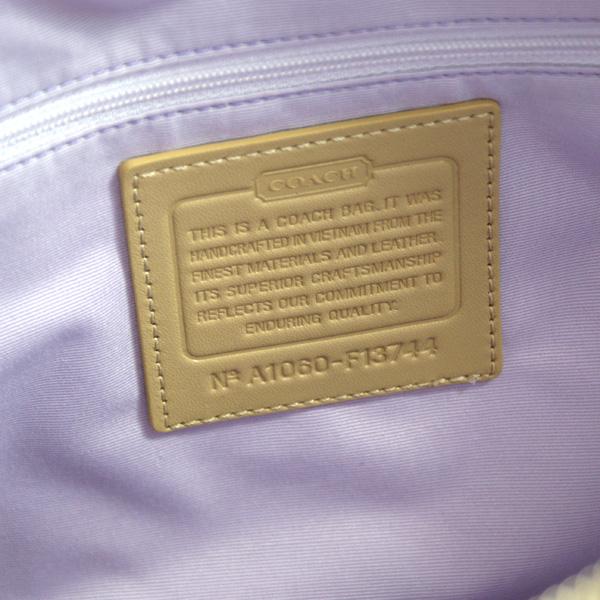 COACH
THIS IS A COACH BAG. IT WAS
HANDCRAFTED IN VIETNAM FROM THE
FINEST MATERIALS AND LEATHER.
ITS SUPERIOR CRAFTSMANSHIP
REFLECTS OUR COMMITMENT TO
ENDURING QUALITY.
Nº A1060-F13744